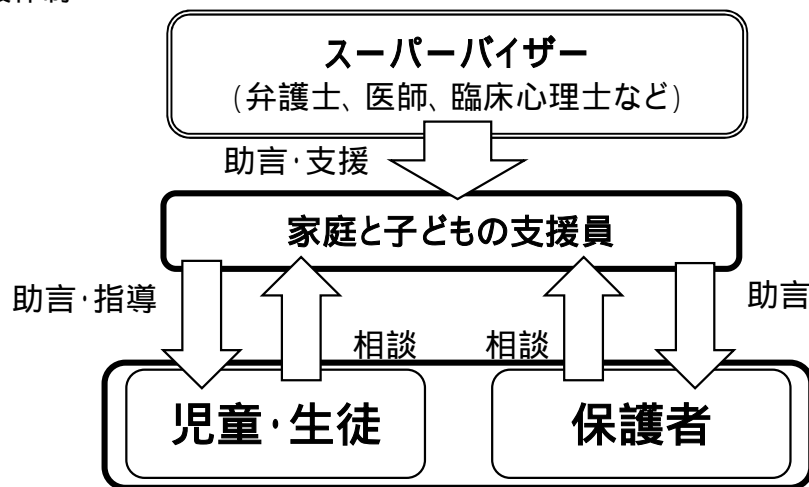 スーパーバイザー
(弁護士、医師、臨床心理士など)
助言・支援
家庭と子どもの支援員
助言・指導
相談
相談
助言
児童・生徒
保護者